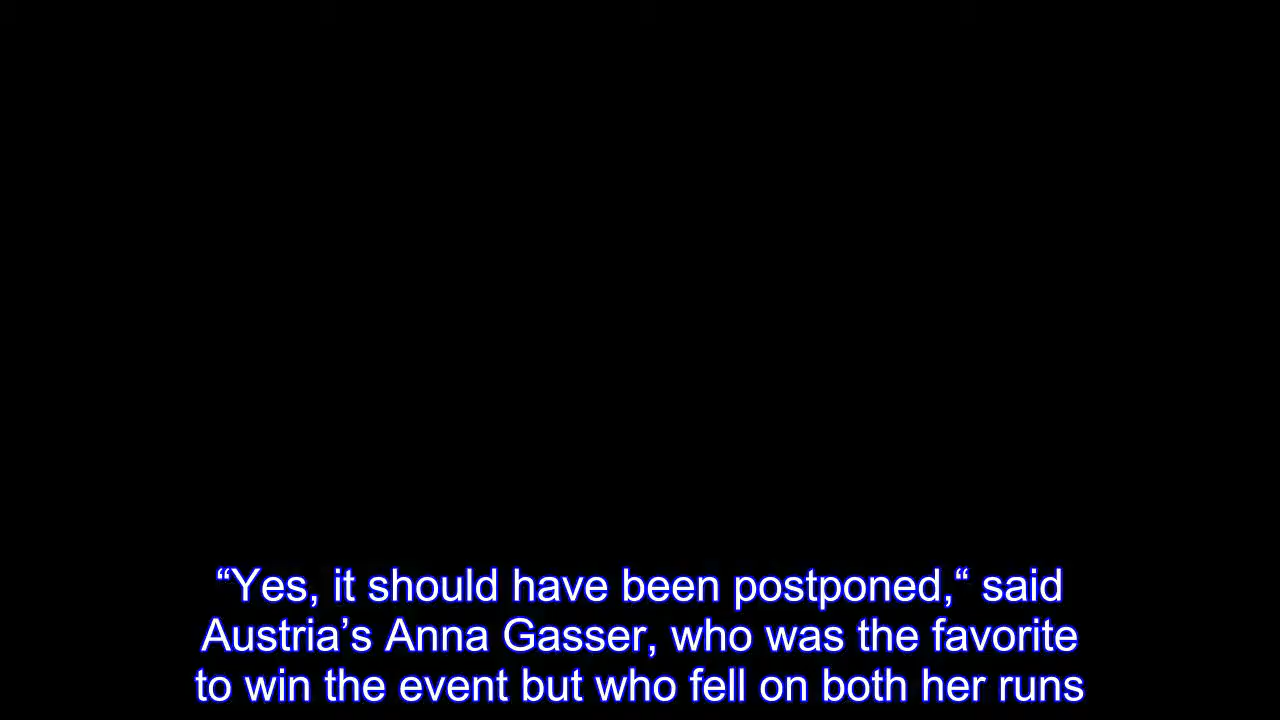 “Yes, it should have been postponed,“ said
Austria’s Anna Gasser, who was the favorite
to win the event but who fell on both her runs